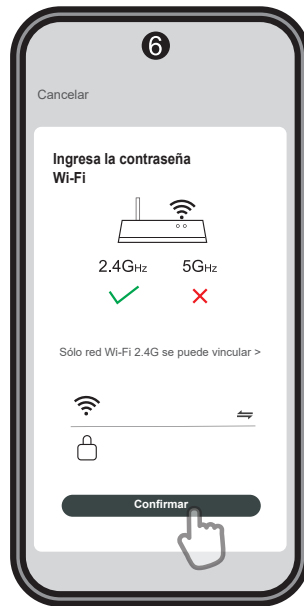 6
Cancelar
Ingresa la contraseña
Wi-Fi
2.4GHz 5GHz
Sólo red Wi-Fi 2.4G se puede vincular >
Confirmar